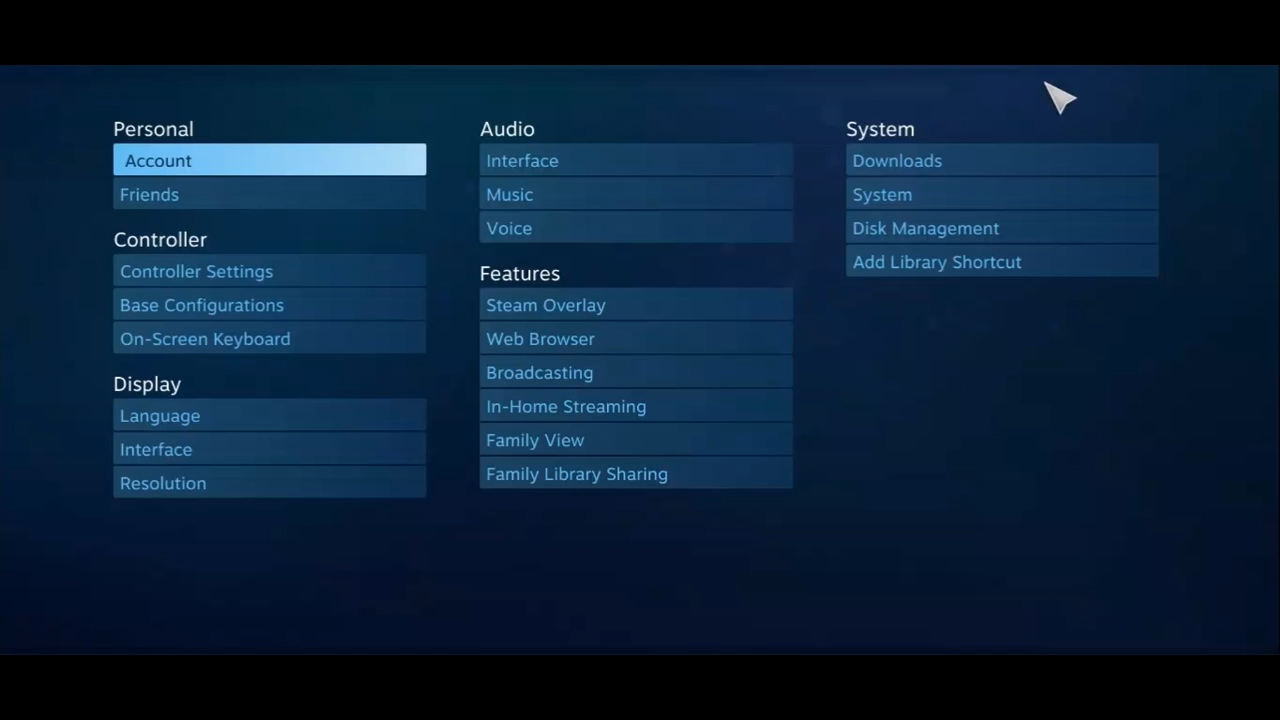 Personal
Account
Friends
Controller
Controller Settings
Base Configurations
On-Screen Keyboard
Display
Language
Interface
Resolution
Audio
Interface
Music
Voice
Features
Steam Overlay
Web Browser
Broadcasting
In-Home Streaming
Family View
Family Library Sharing
System
Downloads
System
Disk Management
Add Library Shortcut